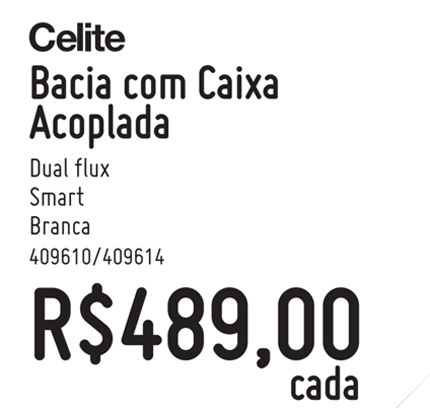 Celite
Bacia com Caixa
Acoplada
Dual flux
Smart
Branca
409610/409614
R$489,00
cada